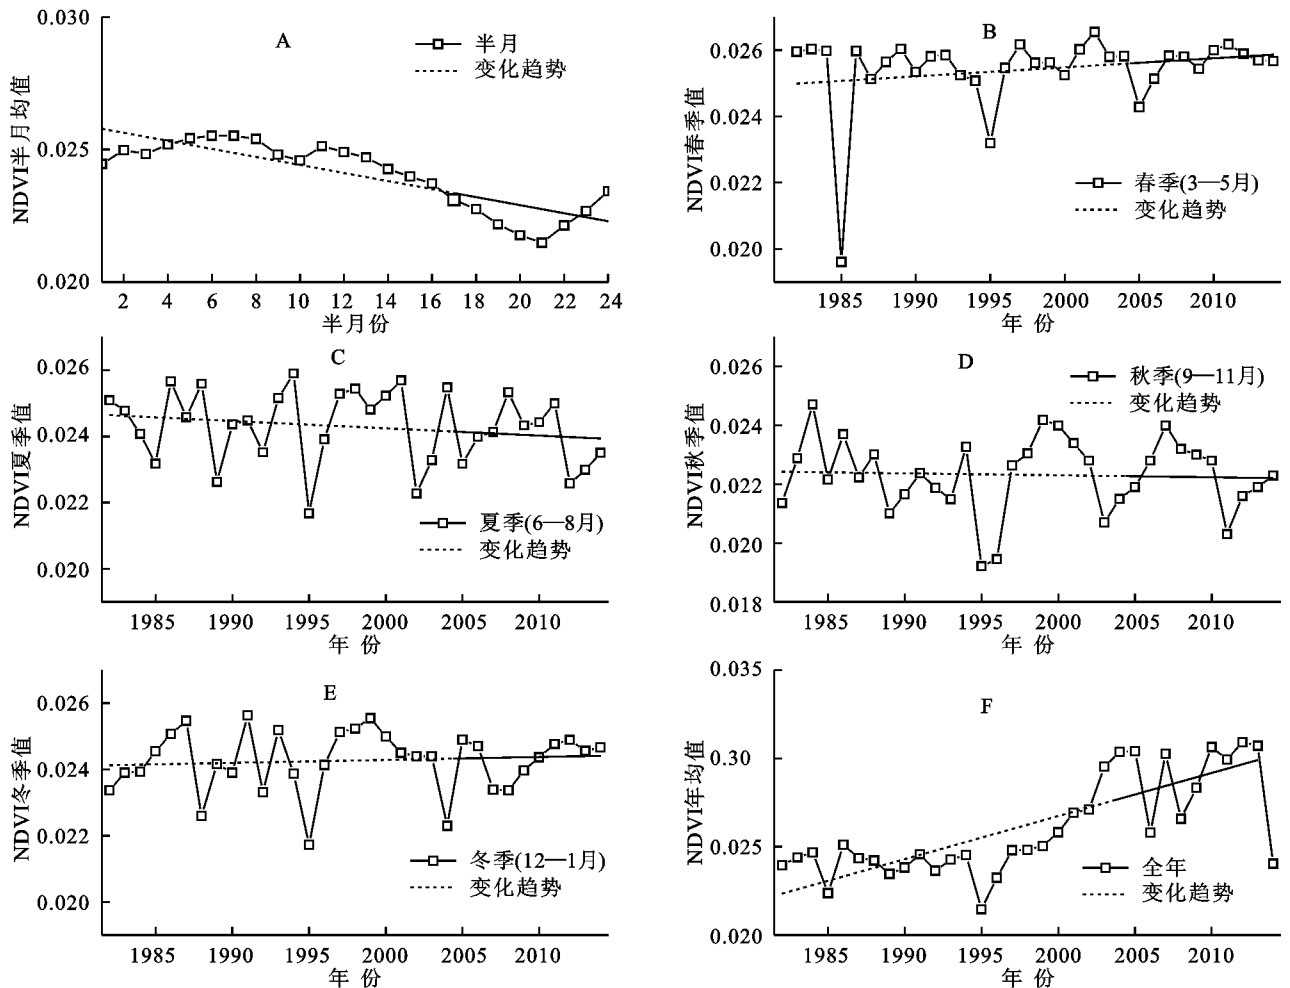 A
半月
变化趋势
NDVI半月均值
0.030
0.025
0.020
2 4 6 8 10 12 14 16 18 20 22 24
半月份
B
春季(3—5月)
变化趋势
NDVI春季值
0.026
0.024
0.022
0.020
1985 1990 1995 2000 2005 2010
年 份
C
夏季(6—8月)
变化趋势
NDVI夏季值
0.026
0.024
0.022
0.020
1985 1990 1995 2000 2005 2010
年 份
D
秋季(9—11月)
变化趋势
NDVI秋季值
0.026
0.024
0.022
0.020
0.018
1985 1990 1995 2000 2005 2010
年 份
E
冬季(12—1月)
变化趋势
NDVI冬季值
0.026
0.024
0.022
0.020
1985 1990 1995 2000 2005 2010
年 份
F
全年
变化趋势
NDVI年均值
0.035
0.30
0.025
0.020
1985 1990 1995 2000 2005 2010
年 份